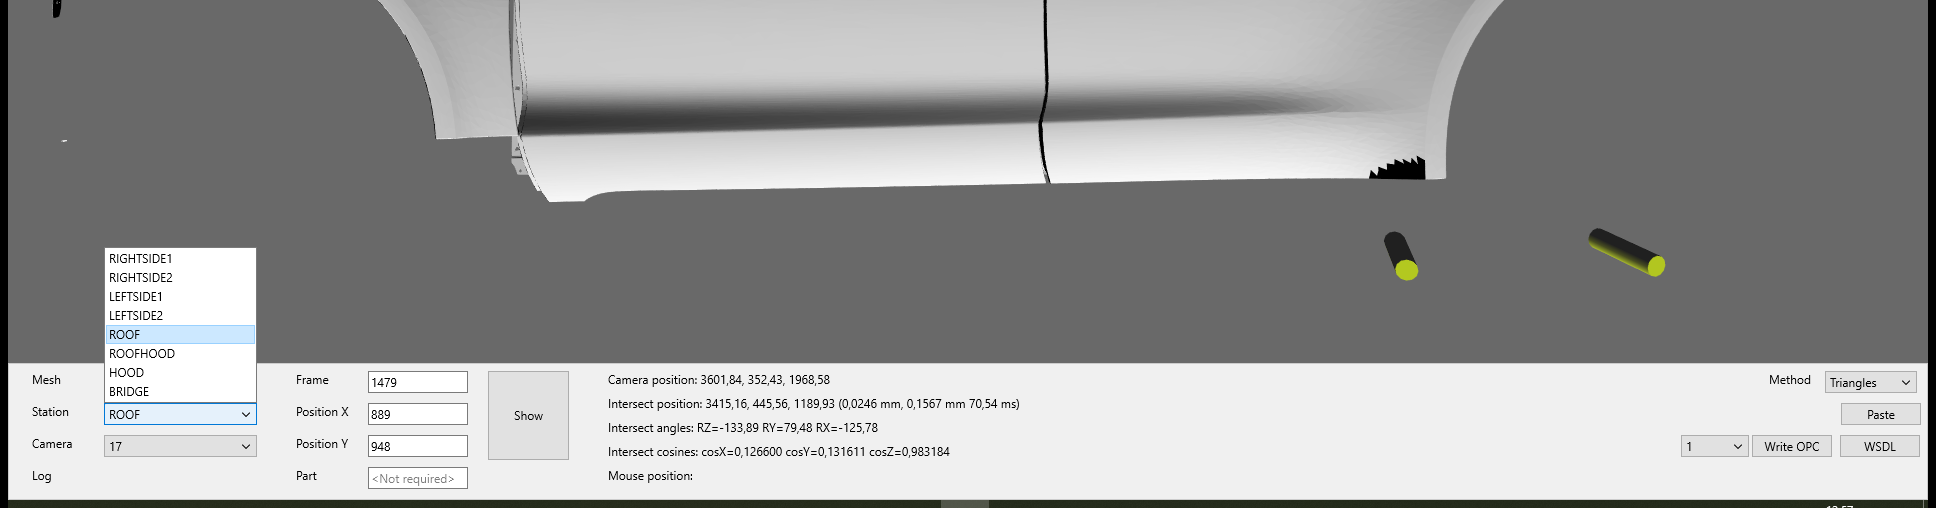 RIGHTSIDE1
RIGHTSIDE2
LEFTSIDE1
LEFTSIDE2
ROOF
ROOFHOOD
HOOD
BRIDGE
Mesh
Frame 1479
Camera position: 3601,84, 352,43, 1968,58
Method Triangles
Station ROOF
Position X 889
Show
Intersect position: 3415,16, 445,56, 1189,93 (0,0246 mm, 0,1567 mm 70,54 ms)
Paste
Intersect angles: RZ=-133,89 RY=79,48 RX=-125,78
Camera 17
Position Y 948
Intersect cosines: cosX=0,126600 cosY=0,131611 cosZ=0,983184
1 Write OPC WSDL
Log
Part <Not required>
Mouse position: